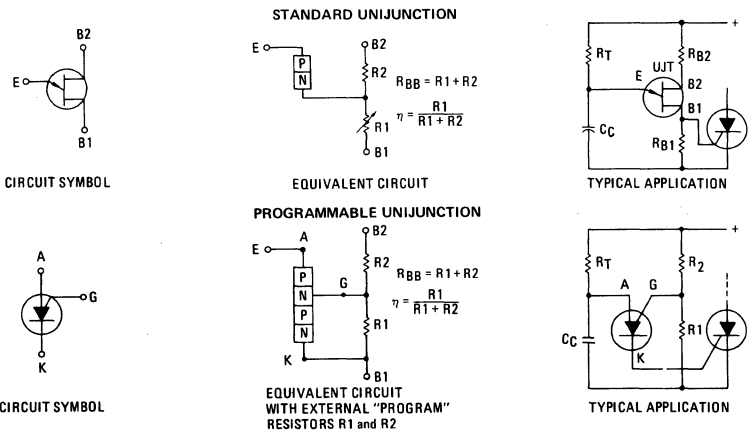 STANDARD UNIJUNCTION
B2
E
B1
CIRCUIT SYMBOL
E
P
N
B2
R2
R1
B1
RBB = R1 + R2
η = R1
R1 + R2
EQUIVALENT CIRCUIT
+
RT
RB2
UJT
E
B2
B1
CC
RB1
TYPICAL APPLICATION
PROGRAMMABLE UNIJUNCTION
A
G
K
CIRCUIT SYMBOL
E
A
B2
P
N
P
N
G
R2
R1
K
B1
RBB = R1 + R2
η = R1
R1 + R2
EQUIVALENT CIRCUIT
WITH EXTERNAL "PROGRAM"
RESISTORS R1 and R2
+
RT
R2
A
G
CC
R1
K
TYPICAL APPLICATION